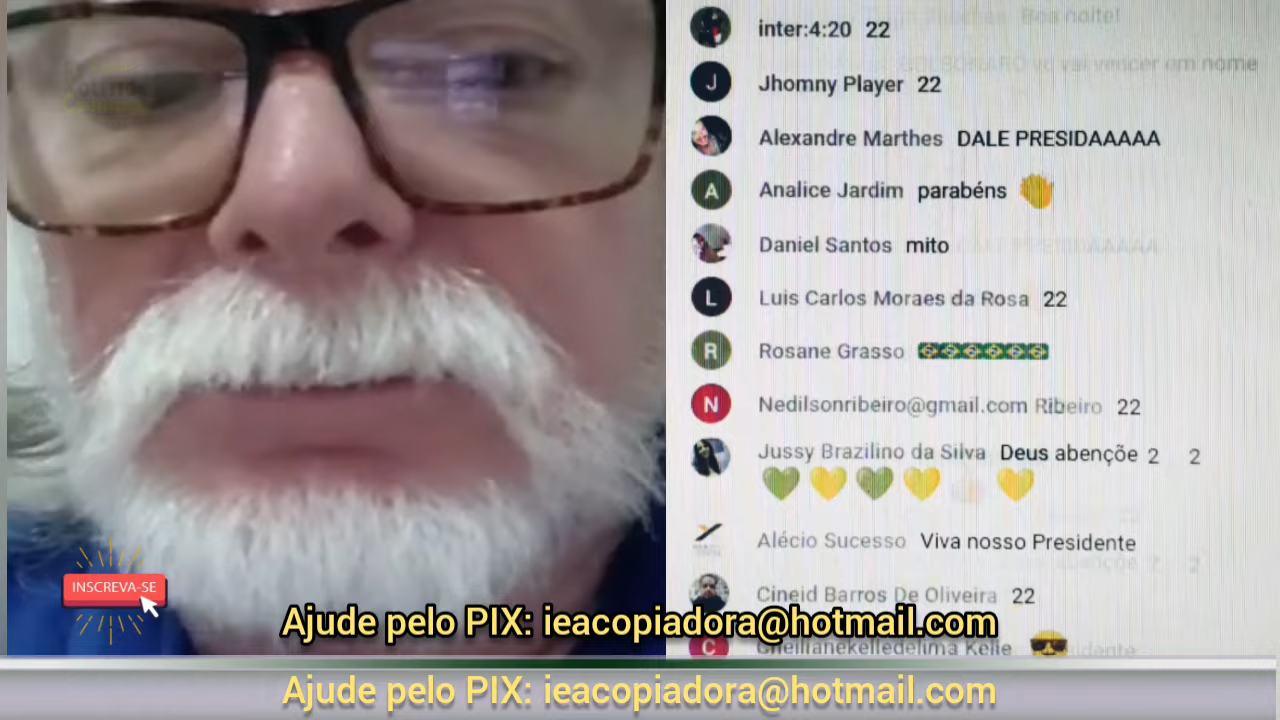 inter:4:20 22
Jhomny Player 22
Alexandre Marthes DALE PRESIDAAAAA
Analice Jardim parabéns
Daniel Santos mito
Luis Carlos Moraes da Rosa 22
Rosane Grasso
Nedilsonribeiro@gmail.com Ribeiro 22
Jussy Brazilino da Silva Deus abençõe 2 2
Alécio Sucesso Viva nosso Presidente
Cineid Barros De Oliveira 22
INSCREVA-SE
Ajude pelo PIX: ieacopiadora@hotmail.com
Ajude pelo PIX: ieacopiadora@hotmail.com